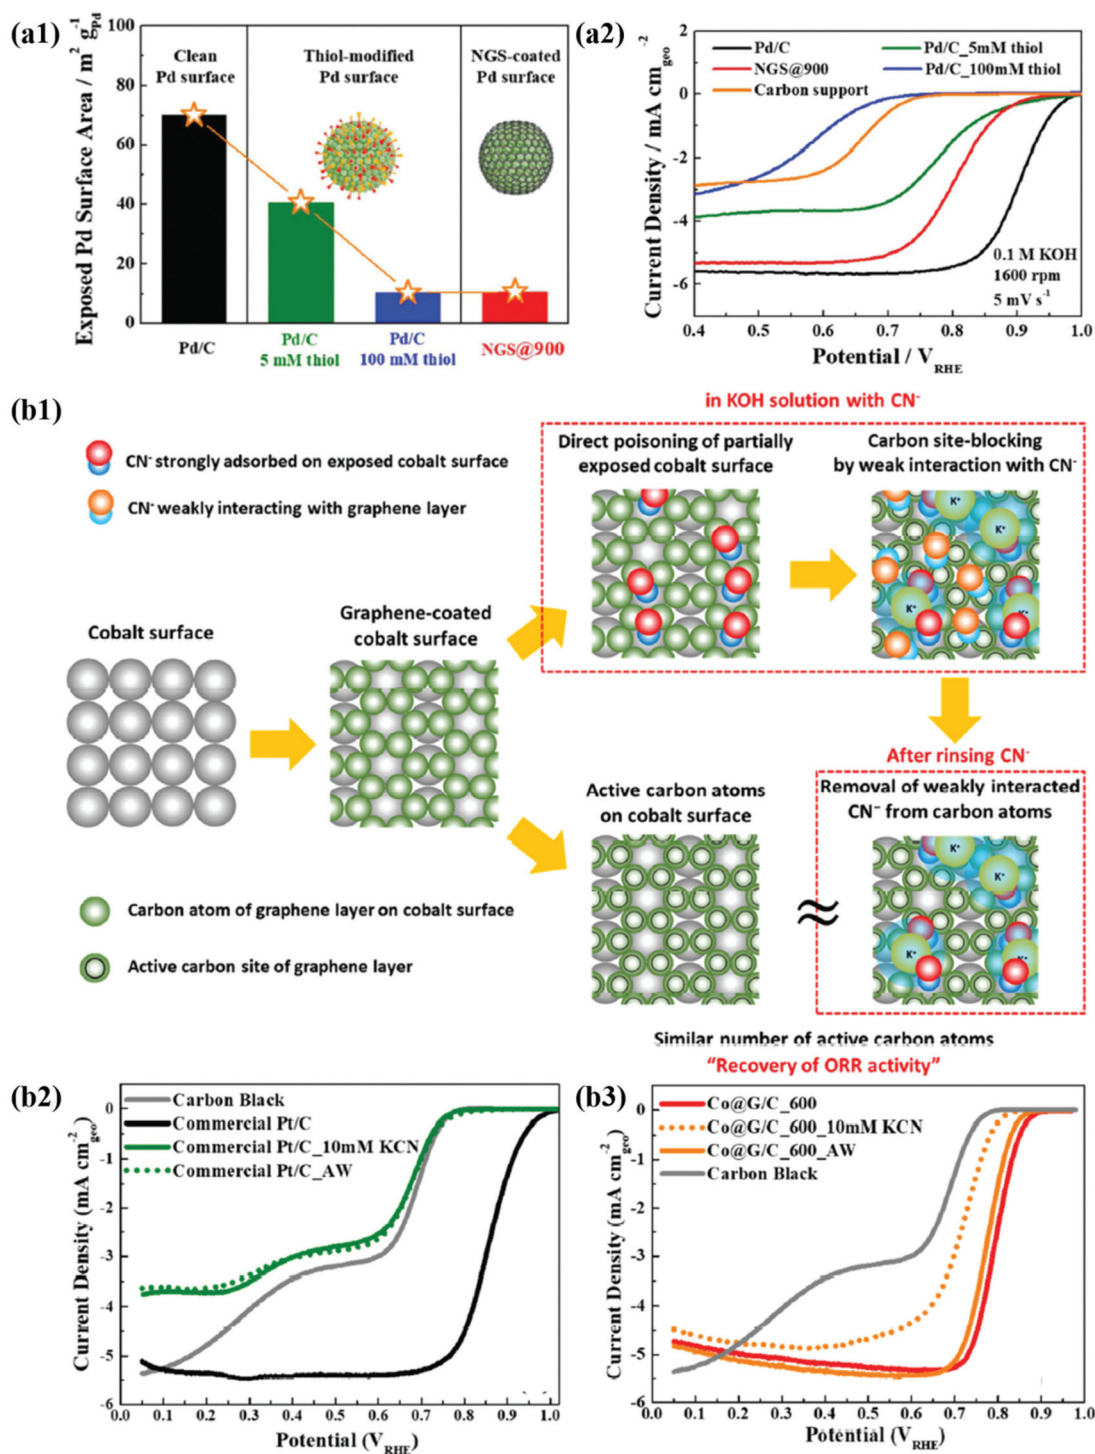 (a1)
Exposed Pd Surface Area / m² g⁻¹Pd
100
80
60
40
20
0
Clean
Pd surface
Thiol-modified
Pd surface
NGS-coated
Pd surface
Pd/C
Pd/C
5 mM thiol
Pd/C
100 mM thiol
NGS@900
(a2)
Current Density / mA cm⁻²geo
2
0
-2
-4
-6
Pd/C
NGS@900
Carbon support
Pd/C_5mM thiol
Pd/C_100mM thiol
0.1 M KOH
1600 rpm
5 mV s⁻¹
0.4 0.5 0.6 0.7 0.8 0.9 1.0
Potential / VRHE
(b1)
in KOH solution with CN⁻
CN⁻ strongly adsorbed on exposed cobalt surface
CN⁻ weakly interacting with graphene layer
Direct poisoning of partially
exposed cobalt surface
Carbon site-blocking
by weak interaction with CN⁻
K⁺
K⁺
K⁺
Cobalt surface
Graphene-coated
cobalt surface
After rinsing CN⁻
Active carbon atoms
on cobalt surface
Removal of weakly interacted
CN⁻ from carbon atoms
≈
K⁺
K⁺
K⁺
K⁺
Carbon atom of graphene layer on cobalt surface
Active carbon site of graphene layer
Similar number of active carbon atoms
“Recovery of ORR activity”
(b2)
Current Density (mA cm⁻²geo)
0
-1
-2
-3
-4
-5
-6
Carbon Black
Commercial Pt/C
Commercial Pt/C_10mM KCN
Commercial Pt/C_AW
0.0 0.1 0.2 0.3 0.4 0.5 0.6 0.7 0.8 0.9 1.0
Potential (VRHE)
(b3)
Current Density (mA cm⁻²geo)
0
-1
-2
-3
-4
-5
-6
Co@G/C_600
Co@G/C_600_10mM KCN
Co@G/C_600_AW
Carbon Black
0.0 0.1 0.2 0.3 0.4 0.5 0.6 0.7 0.8 0.9 1.0
Potential (VRHE)